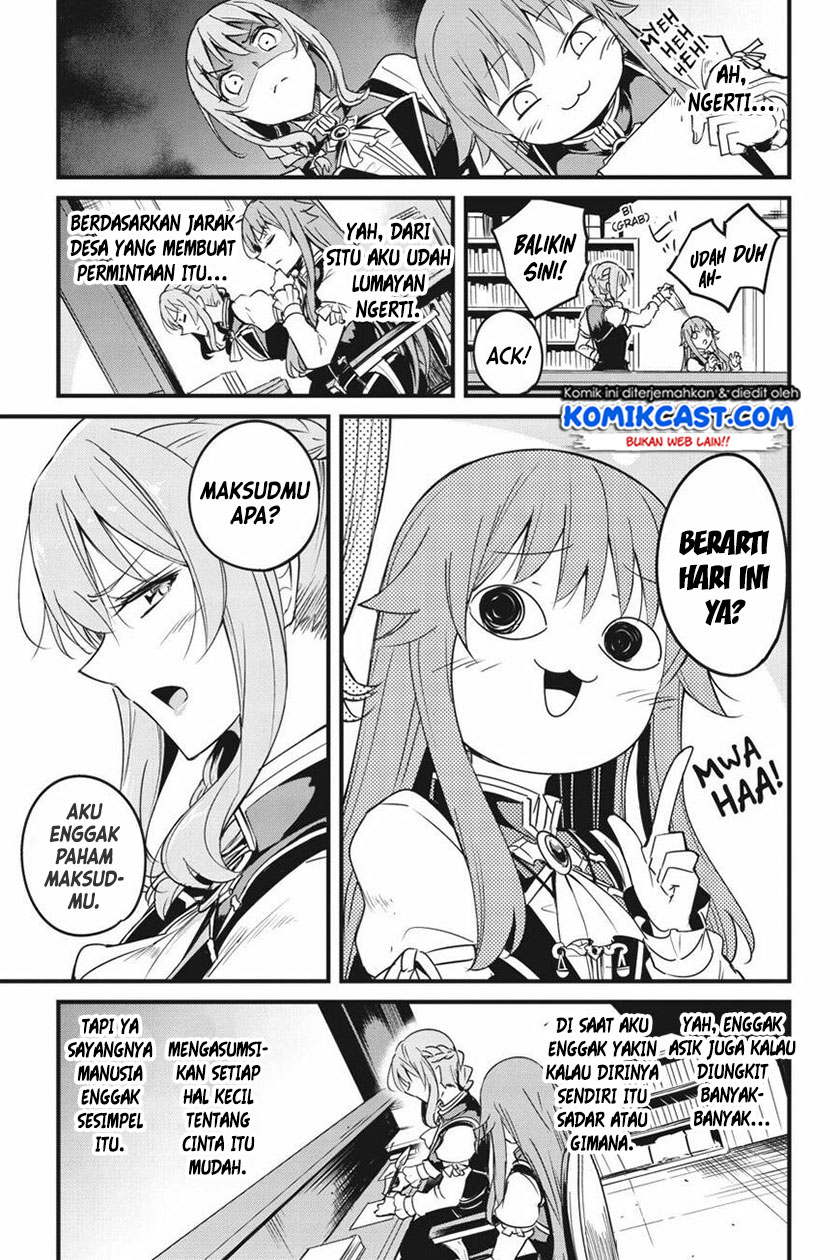 MEH
HEH
HEH!
AH,
NGERTI...
BI
(GRAB)
UDAH DUH
AH-
BALIKIN
SINI!
ACK!
YAH, DARI
SITU AKU UDAH
LUMAYAN
NGERTI.
BERDASARKAN JARAK
DESA YANG MEMBUAT
PERMINTAAN ITU...
Komik ini diterjemahkan & diedit oleh
KOMIKCAST.COM
BUKAN WEB LAIN!!
BERARTI
HARI INI
YA?
MWA
HAA!
MAKSUDMU
APA?
AKU
ENGGAK
PAHAM
MAKSUD-
MU.
YAH, ENGGAK
ASIK JUGA KALAU
DIUNGKIT
BANYAK-
BANYAK...
DI SAAT AKU
ENGGAK YAKIN
KALAU DIRINYA
SENDIRI ITU
SADAR ATAU
GIMANA.
MENGASUMSI-
KAN SETIAP
HAL KECIL
TENTANG
CINTA ITU
MUDAH.
TAPI YA
SAYANGNYA
MANUSIA
ENGGAK
SESIMPEL
ITU.